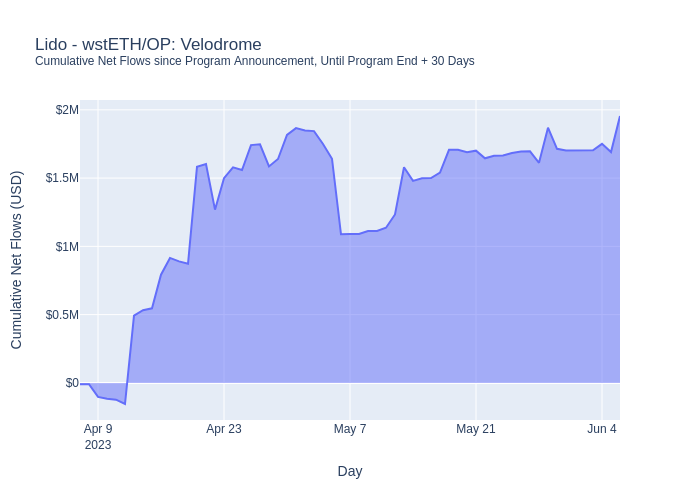 Lido - wstETH/OP: Velodrome
Cumulative Net Flows since Program Announcement, Until Program End + 30 Days
Cumulative Net Flows (USD)
$2M
$1.5M
$1M
$0.5M
$0
Apr 9
2023
Apr 23
May 7
May 21
Jun 4
Day